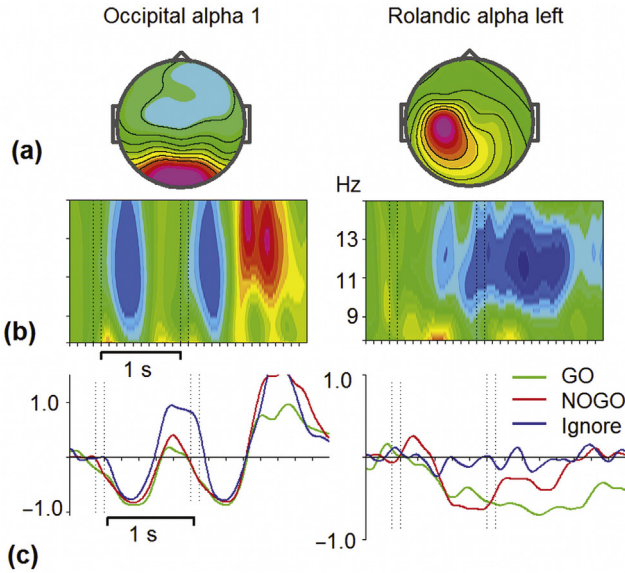 Occipital alpha 1
Rolandic alpha left
(a)
Hz
13
11
9
(b)
1 s
1.0
-1.0
1 s
1.0
GO
NOGO
Ignore
-1.0
(c)